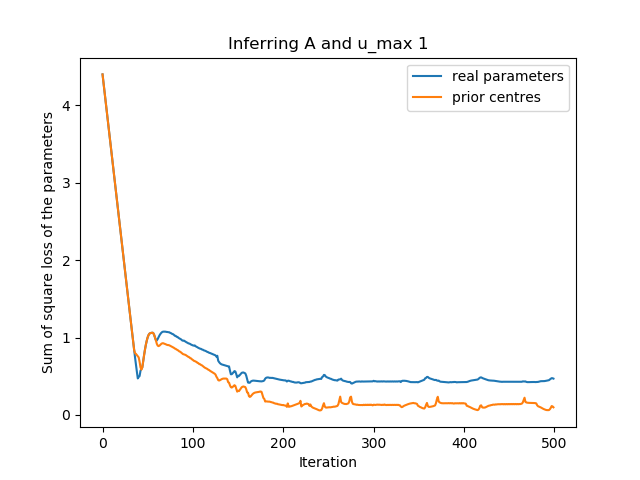 Inferring A and u_max 1
real parameters
prior centres
Sum of square loss of the parameters
4
3
2
1
0
0 100 200 300 400 500
Iteration